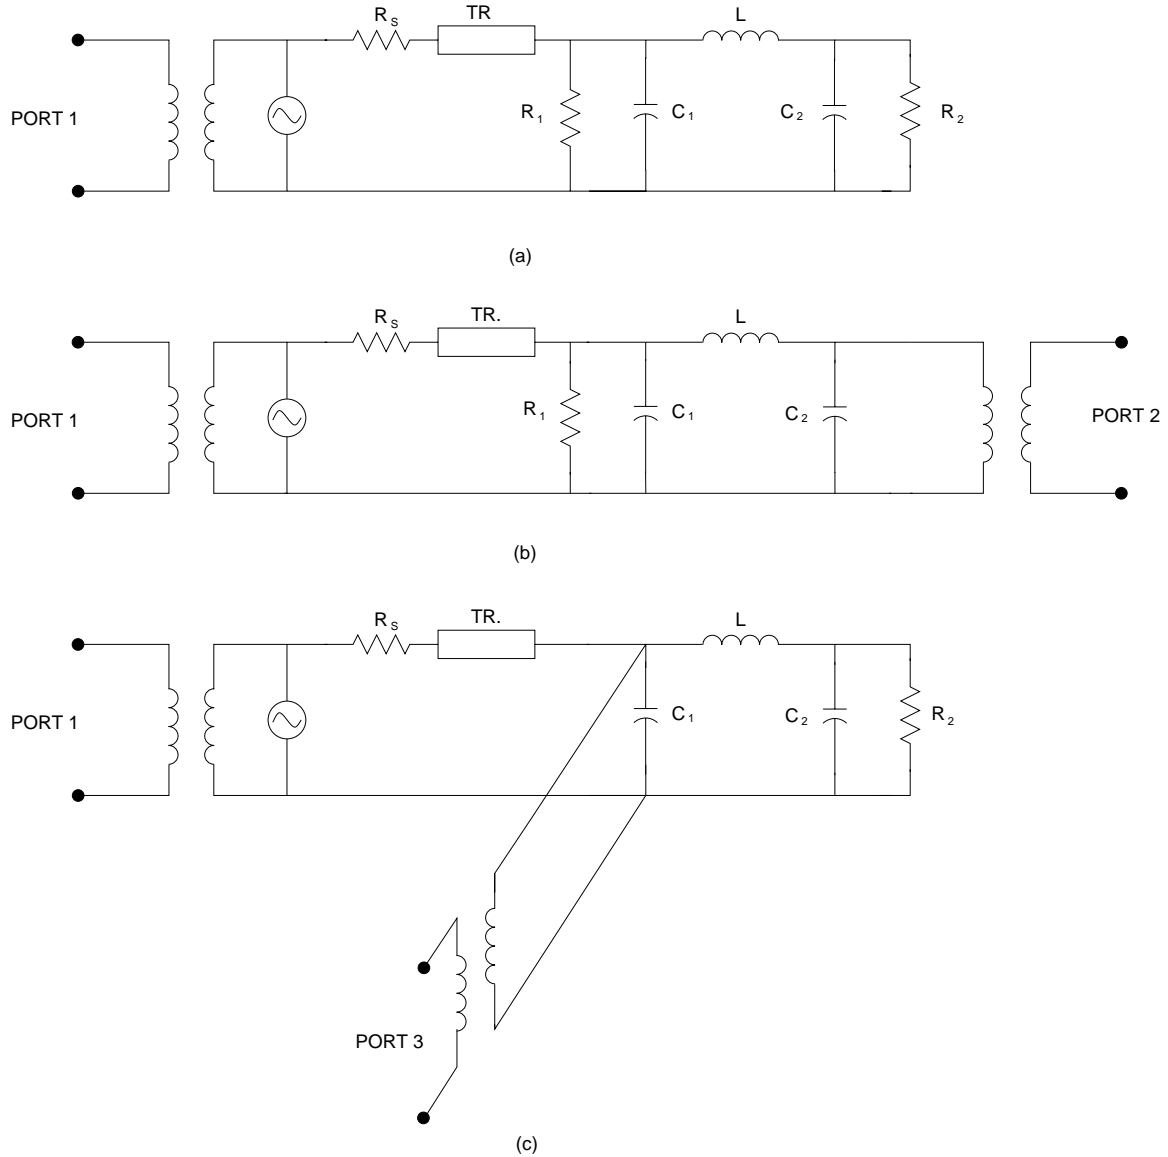 R S TR L
PORT 1 R 1 C 1 C 2 R 2
(a)
R S TR. L
PORT 1 R 1 C 1 C 2 PORT 2
(b)
R S TR. L
PORT 1 C 1 C 2 R 2
PORT 3
(c)